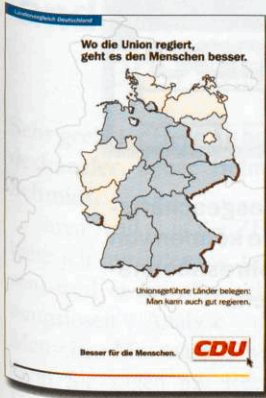 Ländervergleich Deutschland
Wo die Union regiert,
geht es den Menschen besser.
Unionsgeführte Länder belegen:
Man kann auch gut regieren.
Besser für die Menschen.
CDU